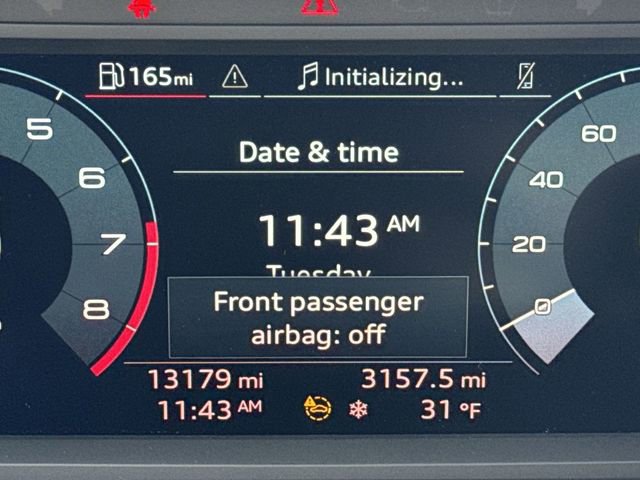 165mi
Initializing...
Date & time
5
6
7
8
60
40
20
0
11:43 AM
Tuesday
Front passenger
airbag: off
13179 mi
3157.5 mi
11:43 AM
31 °F